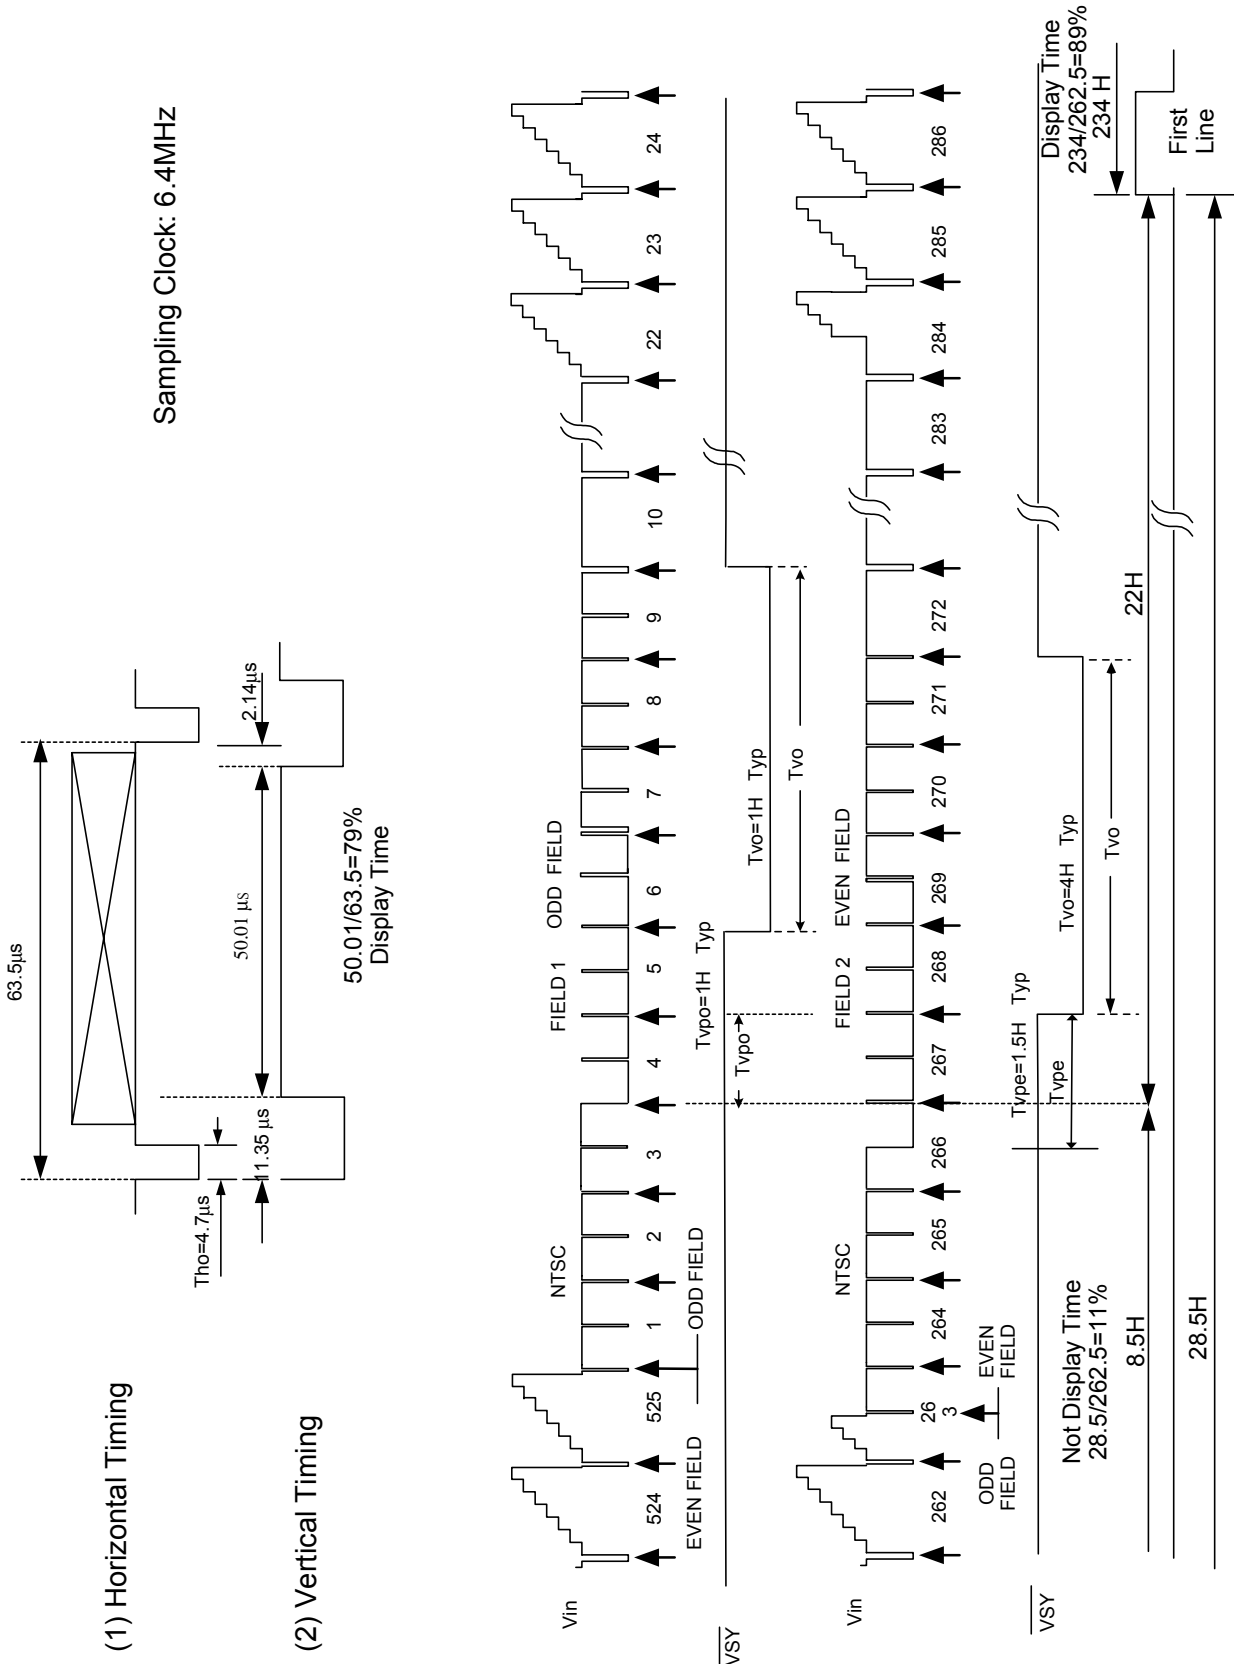 (1) Horizontal Timing
63.5μs
Tho=4.7μs
11.35 μs
50.01 μs
2.14μs
50.01/63.5=79%
Display Time
Sampling Clock: 6.4MHz
(2) Vertical Timing
NTSC
FIELD 1
ODD FIELD
Vin
524
525
1
2
3
4
5
6
7
8
9
10
22
23
24
EVEN FIELD
ODD FIELD
VSY
Tvpo=1H Typ
Tvpo
Tvo=1H Typ
Tvo
NTSC
FIELD 2
EVEN FIELD
Vin
262
26
3
264
265
266
267
268
269
270
271
272
283
284
285
286
ODD
FIELD
EVEN
FIELD
VSY
Tvpe=1.5H Typ
Tvpe
Tvo=4H Typ
Tvo
Not Display Time
28.5/262.5=11%
Display Time
234/262.5=89%
234 H
8.5H
22H
First
Line
28.5H